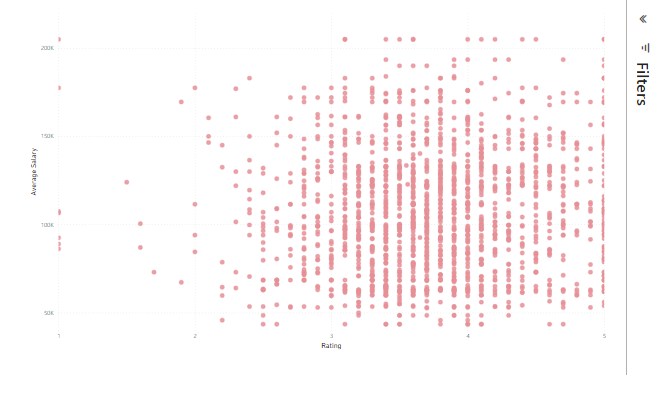 200K
150K
100K
50K
Average Salary
1 2 3 4 5
Rating
Filters